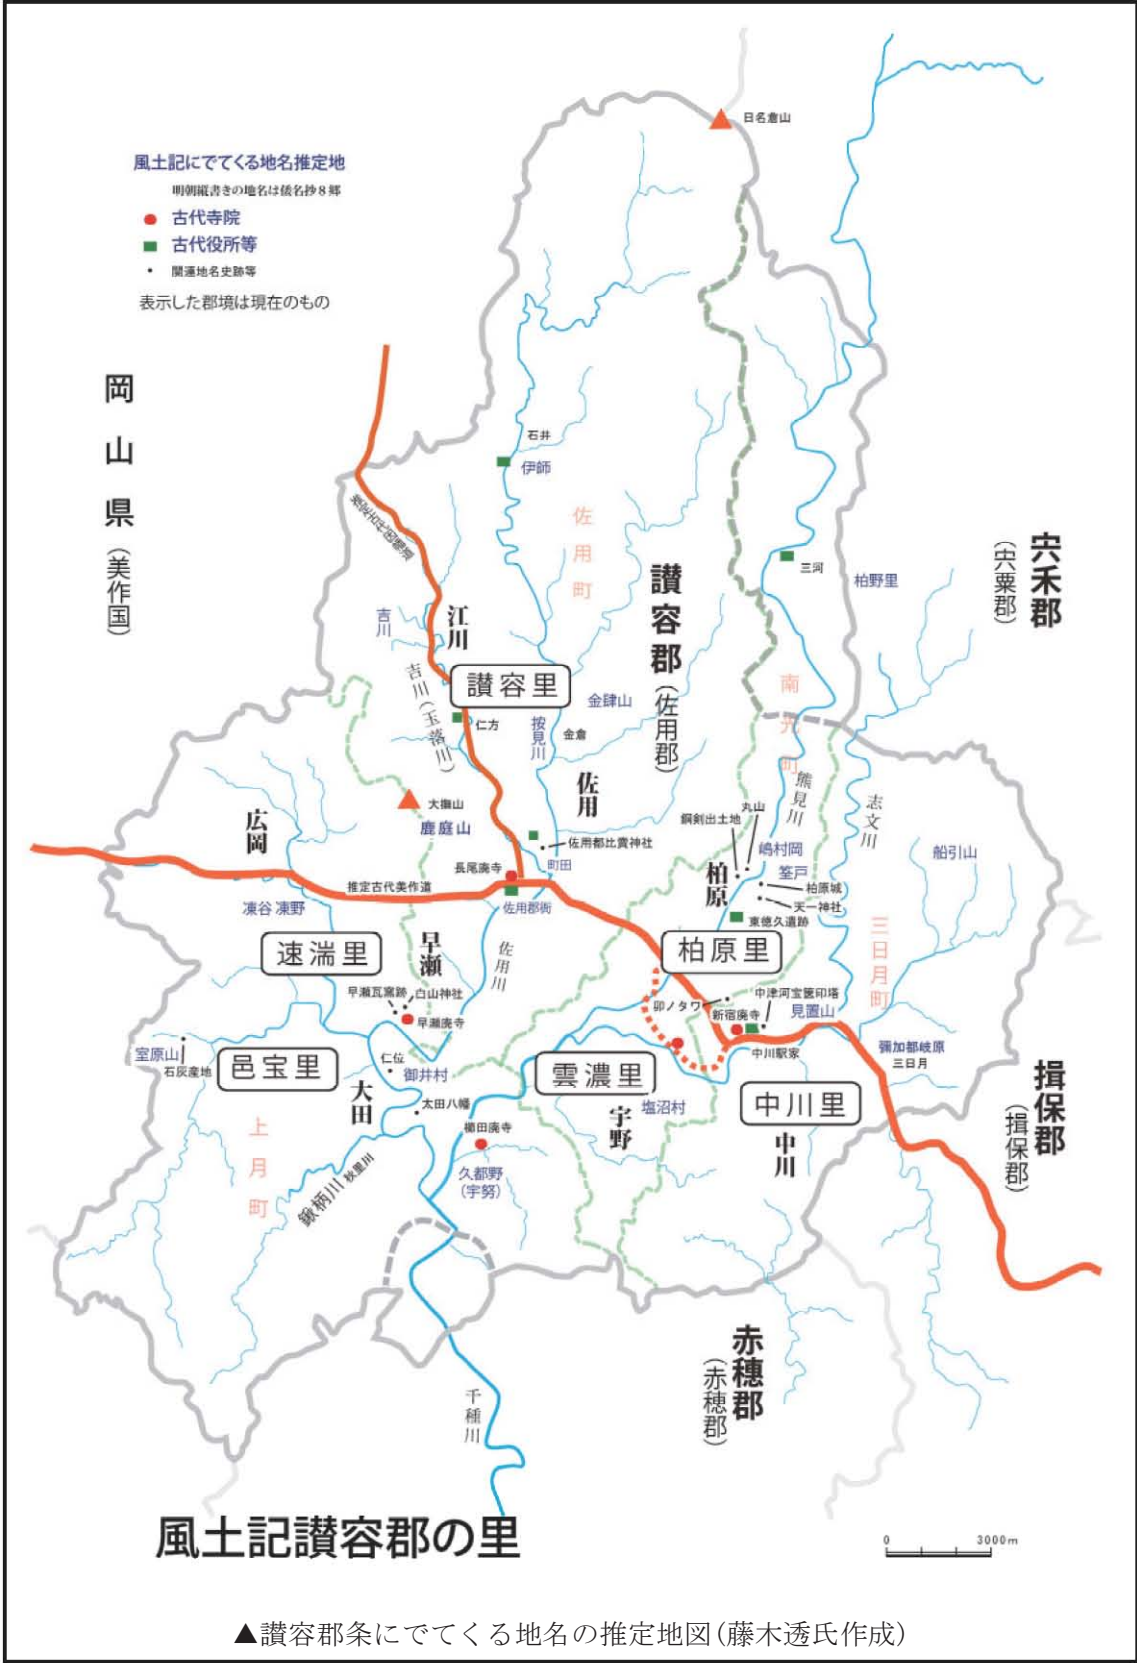 日名倉山
風土記にでてくる地名推定地
明朝縦書きの地名は倭名抄8郷
古代寺院
古代役所等
関連地名史跡等
表示した郡境は現在のもの
岡山県
(美作国)
石井
伊師
佐用町
推定古代因幡道
三河
柏野里
宍禾郡
(宍粟郡)
讃容郡
(佐用郡)
吉川
江川
吉川(玉落川)
讃容里
仁方
按見川
金肆山
金倉
佐用
南光町
熊見川
志文川
大撫山
鹿庭山
広岡
長尾廃寺
佐用都比賣神社
町田
推定古代美作道
佐用郡衙
凍谷 凍野
銅剣出土地
丸山
嶋村岡
筌戸
柏原
柏原城
天一神社
東徳久遺跡
船引山
三日月町
速湍里
早瀬
佐用川
柏原里
早瀬瓦窯跡
白山神社
早瀬廃寺
卯ノタワ
中津河宝篋印塔
新宿廃寺
見置山
中川駅家
彌加都岐原
三日月
室原山
石灰産地
邑宝里
仁位
御井村
大田
太田八幡
雲濃里
宇野
塩沼村
中川里
中川
揖保郡
(揖保郡)
上月町
櫛田廃寺
久都野
(宇努)
鍬柄川 秋里川
千種川
赤穂郡
(赤穂郡)
風土記讃容郡の里
0 3000m
▲讃容郡条にでてくる地名の推定地図(藤木透氏作成)